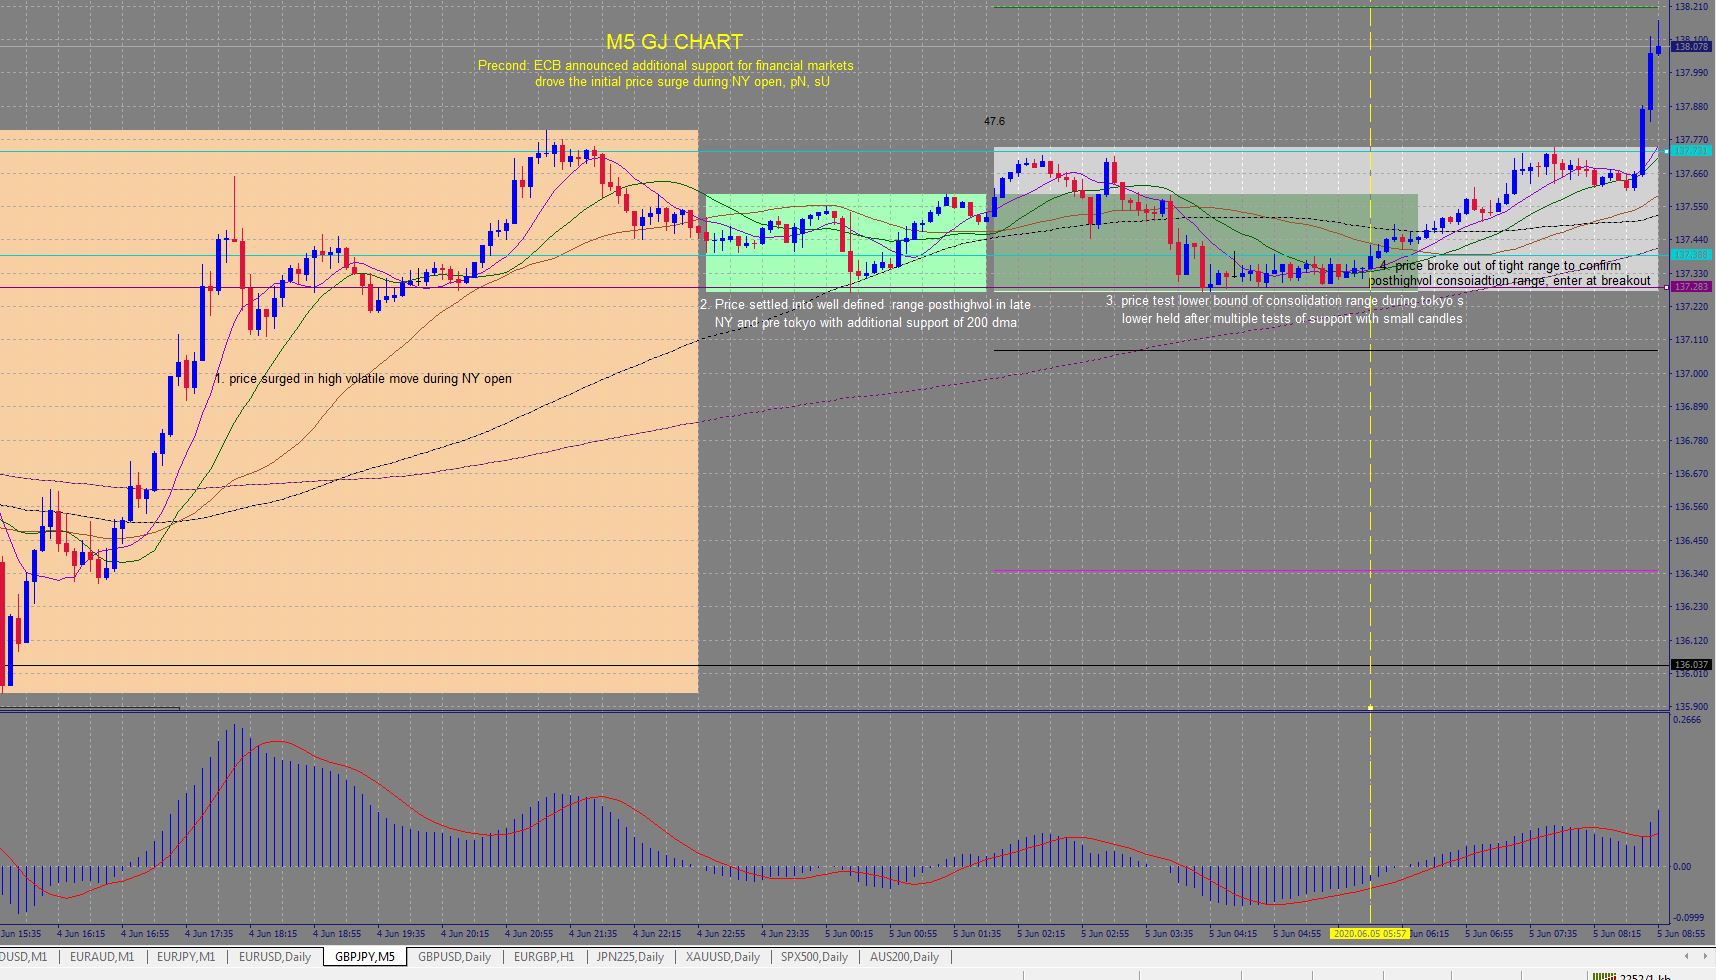 M5 GJ CHART
Precond: ECB announced additional support for financial markets
drove the initial price surge during NY open, pN, sU
47.6
1. price surged in high volatile move during NY open
2. Price settled into well defined range posthighvol in late
NY and pre tokyo with additional support of 200 dma
3. price test lower bound of consolidation range during tokyo s
lower held after multiple tests of support with small candles
4. price broke out of tight range to confirm
posthighvol consoiadtion range, enter at breakout
138.210
138.100
138.078
137.990
137.880
137.770
137.731
137.660
137.550
137.440
137.330
137.283
137.220
137.110
137.000
136.890
136.780
136.670
136.560
136.450
136.340
136.230
136.120
136.037
136.010
135.900
0.2666
0.00
-0.0999
Jun 15:35 4 Jun 16:15 4 Jun 16:55 4 Jun 17:35 4 Jun 18:15 4 Jun 18:55 4 Jun 19:35 4 Jun 20:15 4 Jun 20:55 4 Jun 21:35 4 Jun 22:15 4 Jun 22:55 4 Jun 23:35 5 Jun 00:15 5 Jun 00:55 5 Jun 01:35 5 Jun 02:15 5 Jun 02:55 5 Jun 03:35 5 Jun 04:15 5 Jun 04:55 2020.06.05 05:57 Jun 06:15 5 Jun 06:55 5 Jun 07:35 5 Jun 08:15 5 Jun 08:55
DUSD,M1 EURAUD,M1 EURJPY,M1 EURUSD,Daily GBPJPY,M5 GBPUSD,Daily EURGBP,H1 JPN225,Daily XAUUSD,Daily SPX500,Daily AUS200,Daily
2252/1 kb